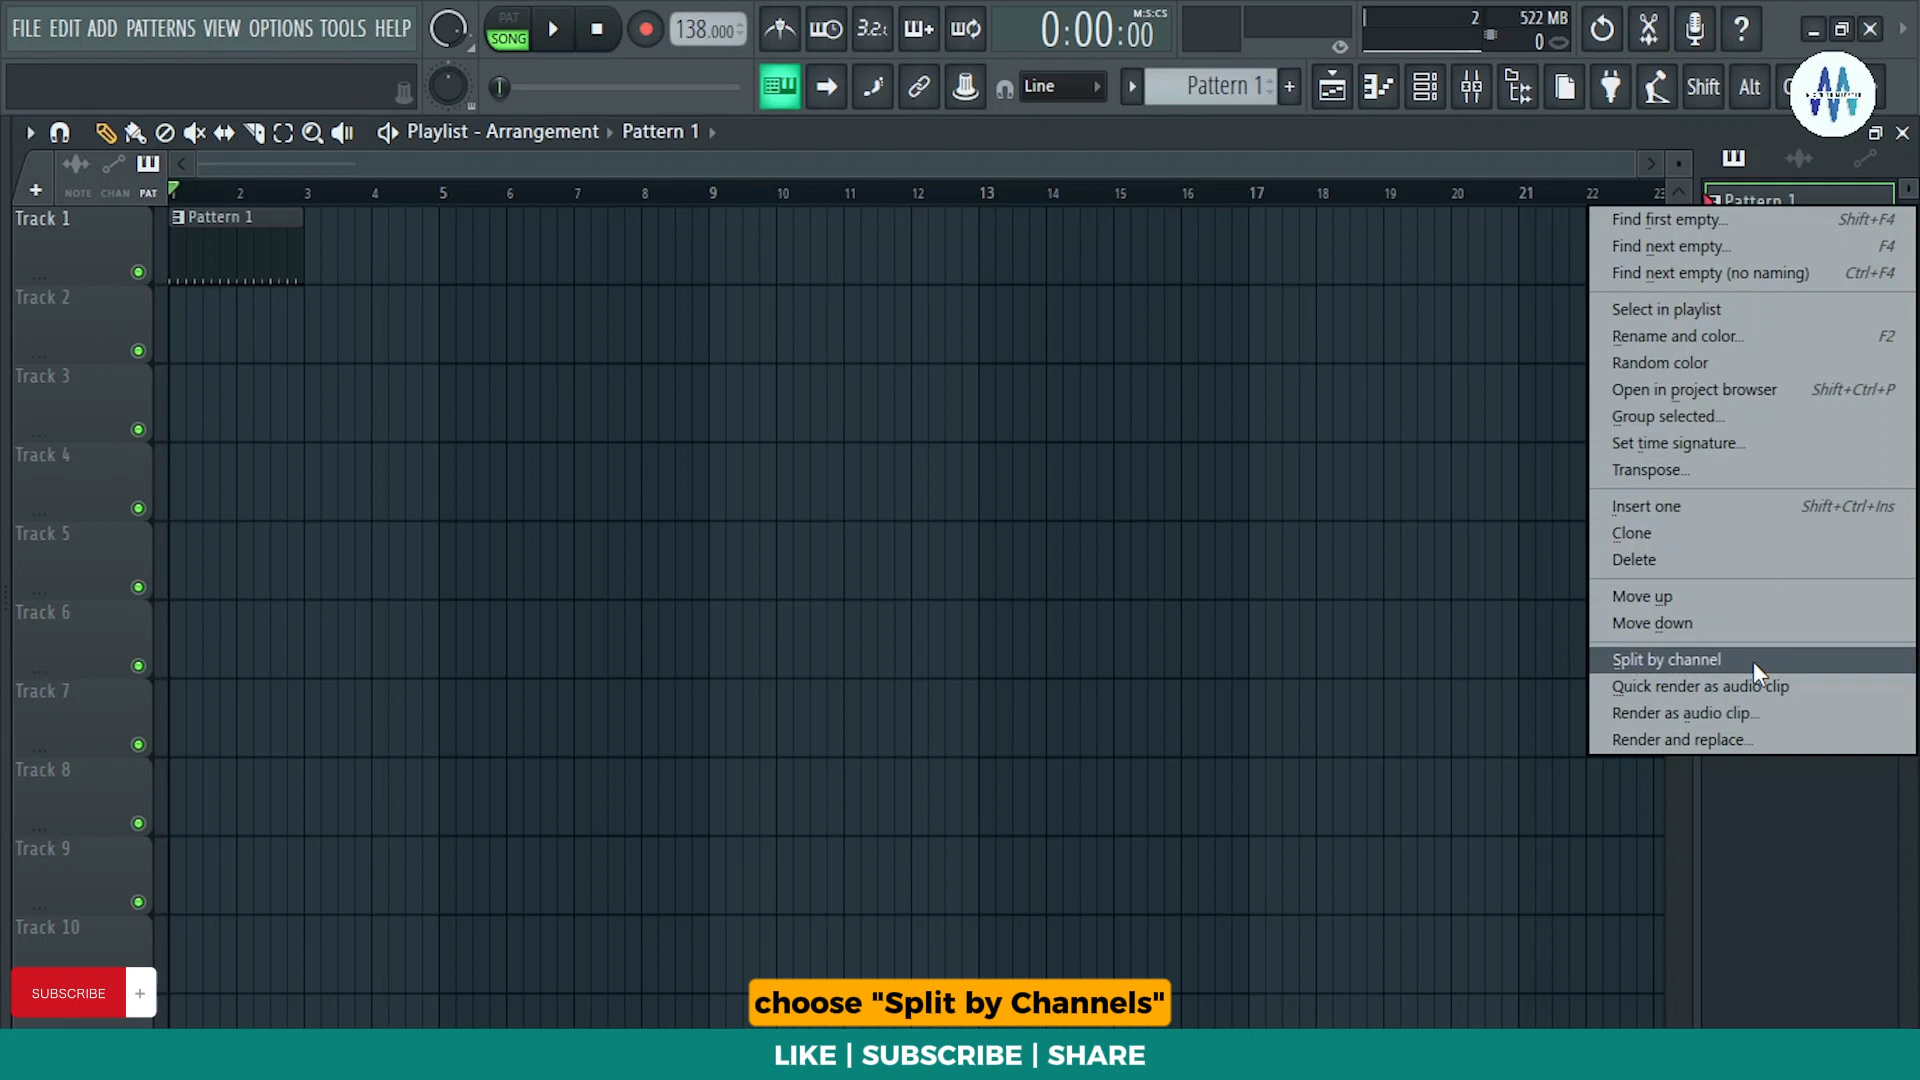 FILE EDIT ADD PATTERNS VIEW OPTIONS TOOLS HELP
PAT
SONG
138.000
3.2.
0:00:00
M:S:CS
2
522 MB
0
Line
Pattern 1
+
Shift
Alt
Playlist - Arrangement
Pattern 1
NOTE CHAN PAT
+
1 2 3 4 5 6 7 8 9 10 11 12 13 14 15 16 17 18 19 20 21 22 23
Pattern 1
Pattern 1
Track 1
Track 2
Track 3
Track 4
Track 5
Track 6
Track 7
Track 8
Track 9
Track 10
Find first empty... Shift+F4
Find next empty... F4
Find next empty (no naming) Ctrl+F4
Select in playlist
Rename and color... F2
Random color
Open in project browser Shift+Ctrl+P
Group selected...
Set time signature...
Transpose...
Insert one Shift+Ctrl+Ins
Clone
Delete
Move up
Move down
Split by channel
Quick render as audio clip
Render as audio clip...
Render and replace...
SUBSCRIBE +
choose "Split by Channels"
LIKE | SUBSCRIBE | SHARE